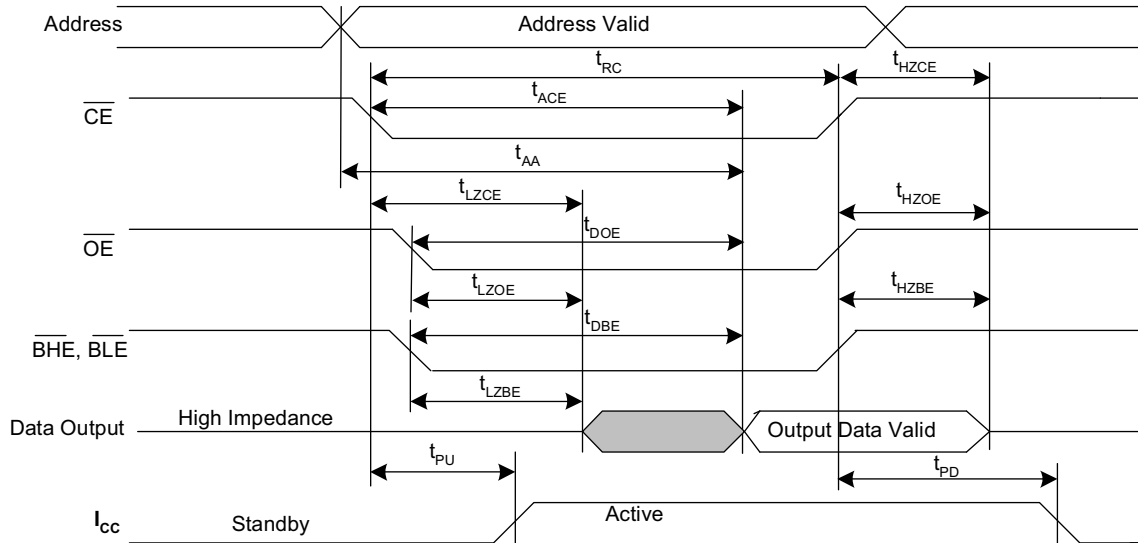 Address
Address Valid
tRC
tHZCE
tACE
CE
tAA
tLZCE
tHZOE
OE
tDOE
tLZOE
tHZBE
tDBE
BHE, BLE
tLZBE
Data Output
High Impedance
Output Data Valid
tPU
tPD
ICC
Standby
Active